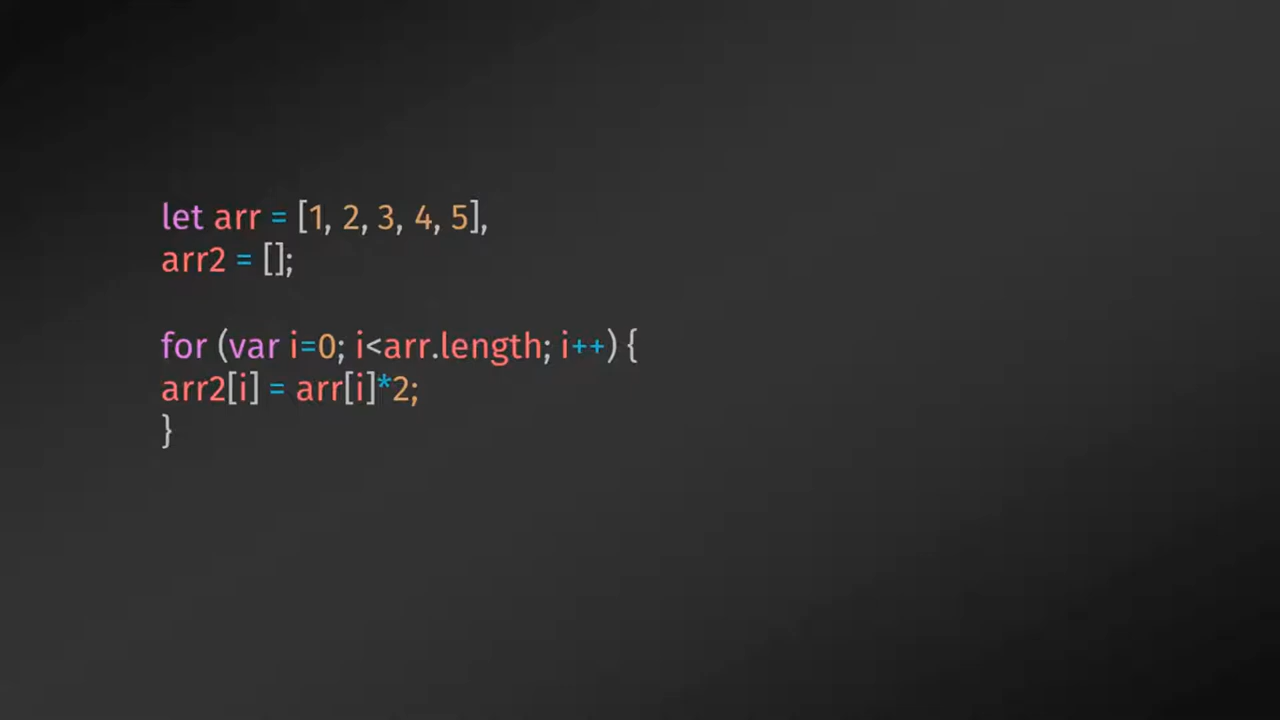 let arr = [1, 2, 3, 4, 5],
arr2 = [];
for (var i=0; i<arr.length; i++) {
arr2[i] = arr[i]*2;
}